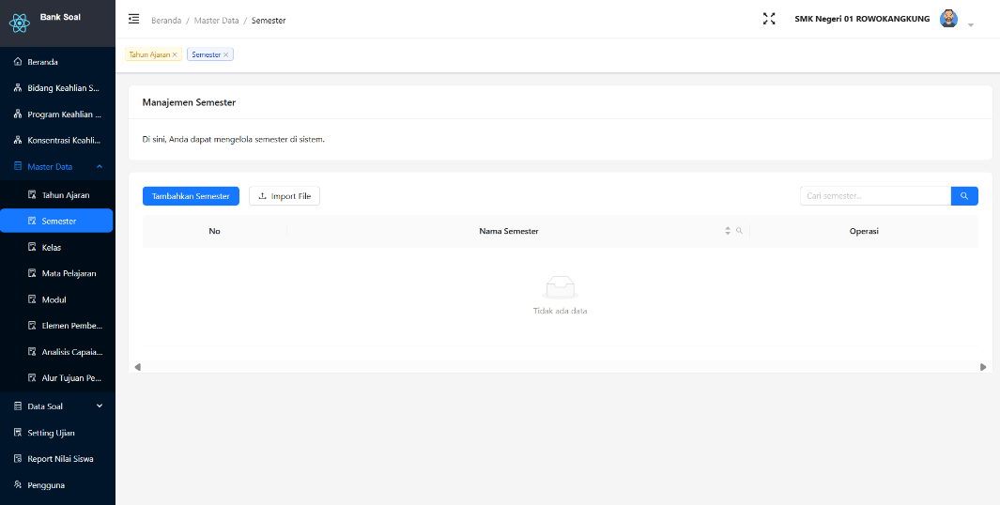 Bank Soal
Beranda / Master Data / Semester
SMK Negeri 01 ROWOKANGKUNG
Tahun Ajaran
Semester
Beranda
Bidang Keahlian S...
Program Keahlian ...
Konsentrasi Keahli...
Master Data
Tahun Ajaran
Semester
Kelas
Mata Pelajaran
Modul
Elemen Pembe...
Analisis Capaia...
Alur Tujuan Pe...
Data Soal
Setting Ujian
Report Nilai Siswa
Pengguna
Manajemen Semester
Di sini, Anda dapat mengelola semester di sistem.
Tambahkan Semester
Import File
Cari semester...
No
Nama Semester
Operasi
Tidak ada data